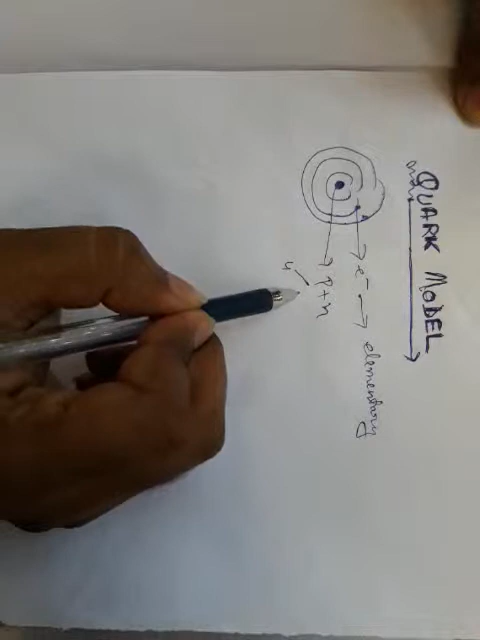 QUARK MODEL
→ e⁻ → elementary
→ p+n
u